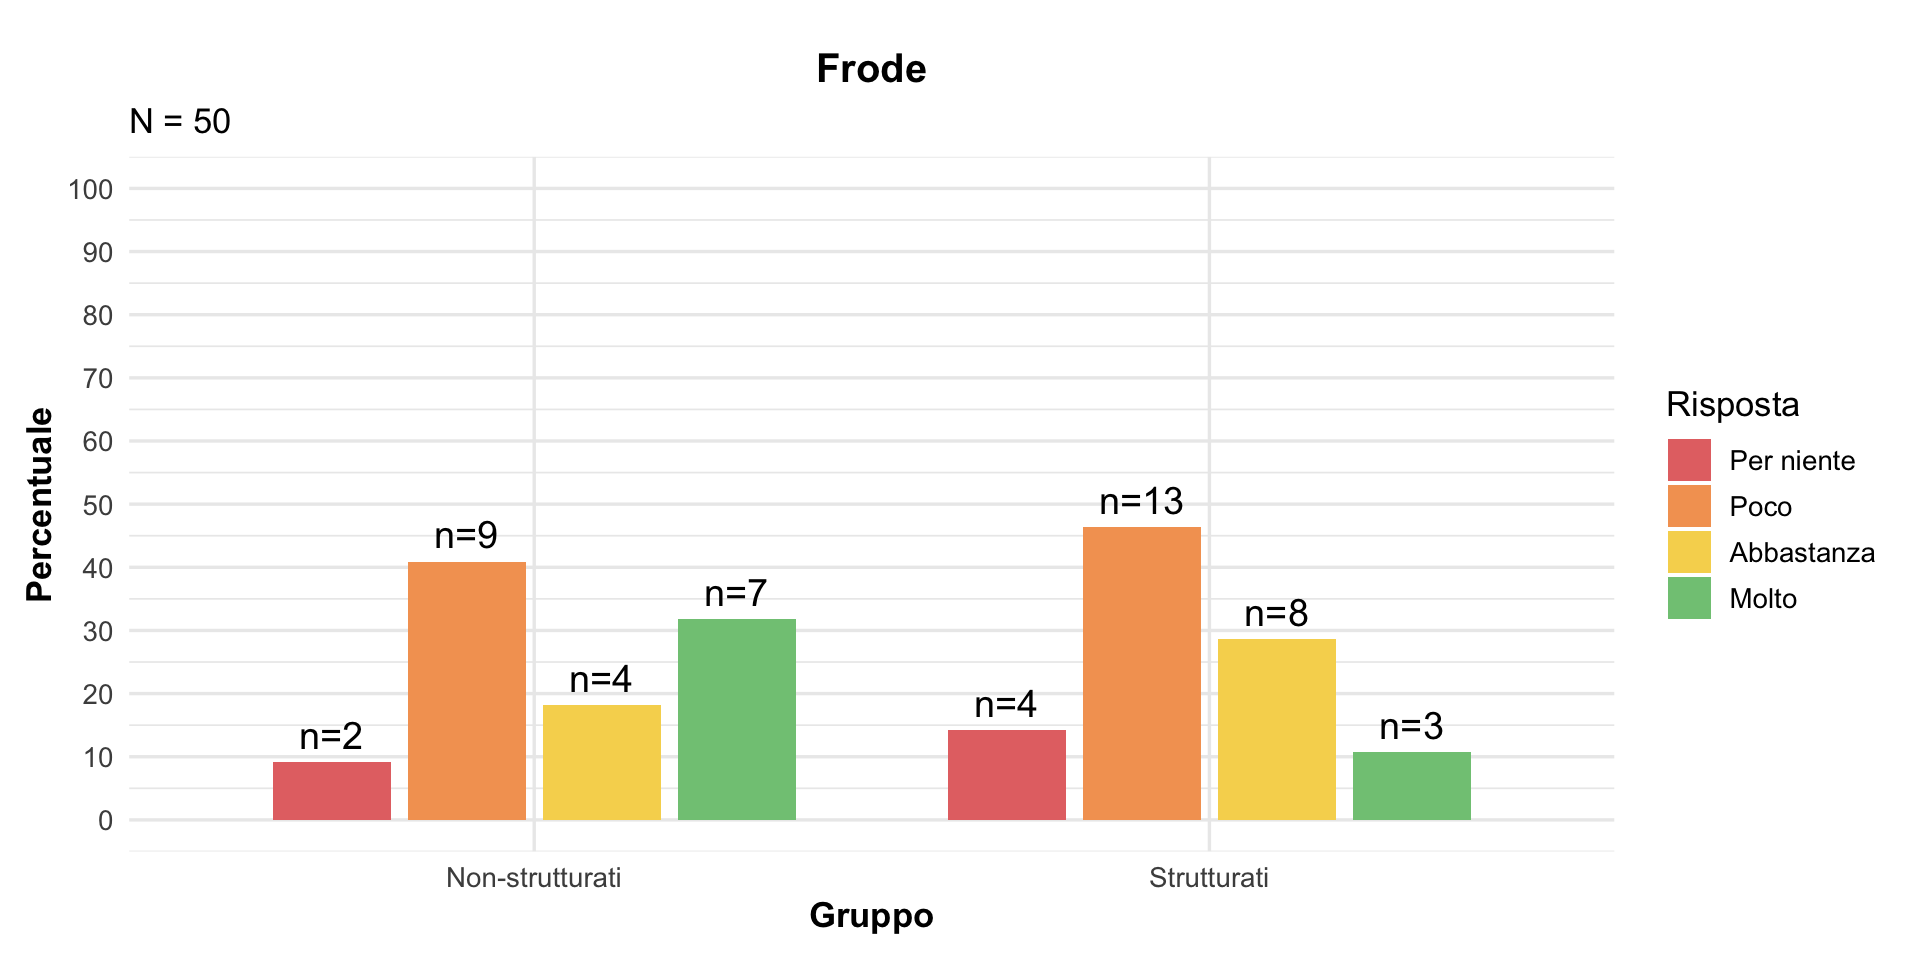 Frode
N = 50
100
90
80
70
60
50
40
30
20
10
0
Percentuale
n=2
n=9
n=4
n=7
n=4
n=13
n=8
n=3
Non-strutturati
Strutturati
Gruppo
Risposta
Per niente
Poco
Abbastanza
Molto